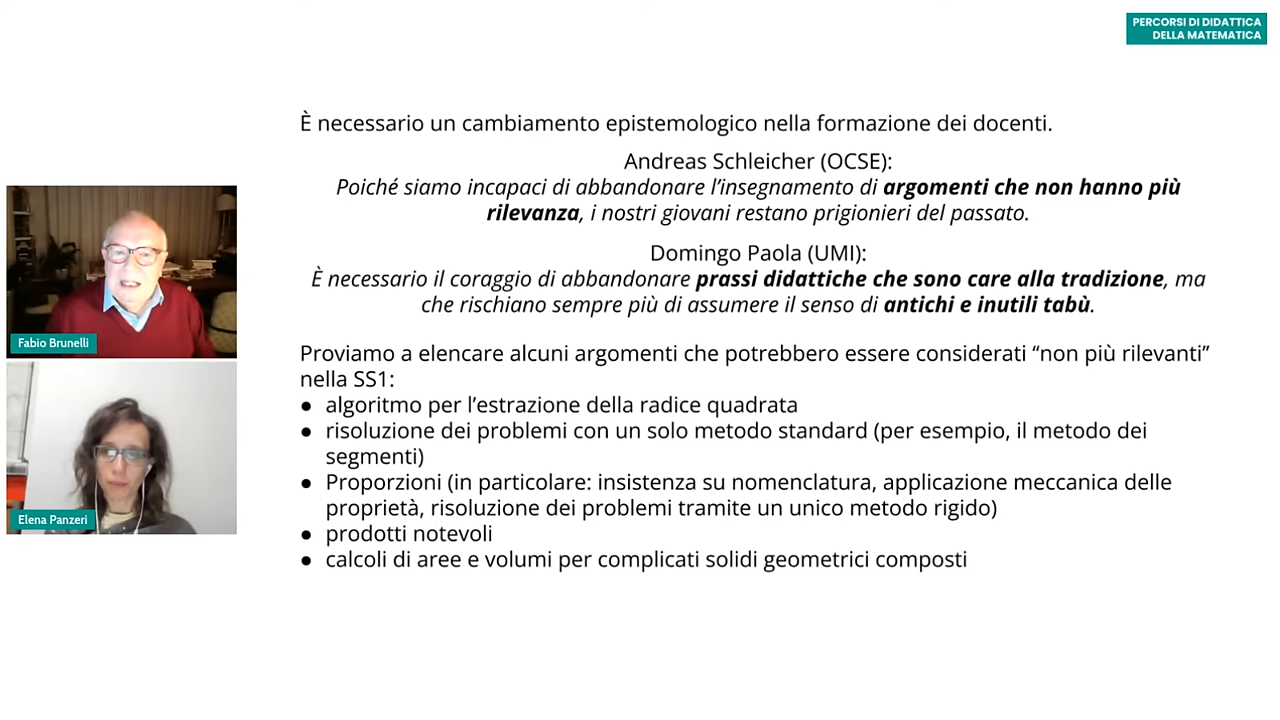 PERCORSI DI DIDATTICA
DELLA MATEMATICA
È necessario un cambiamento epistemologico nella formazione dei docenti.
Andreas Schleicher (OCSE):
Poiché siamo incapaci di abbandonare l’insegnamento di argomenti che non hanno più
rilevanza, i nostri giovani restano prigionieri del passato.
Domingo Paola (UMI):
È necessario il coraggio di abbandonare prassi didattiche che sono care alla tradizione, ma
che rischiano sempre più di assumere il senso di antichi e inutili tabù.
Proviamo a elencare alcuni argomenti che potrebbero essere considerati “non più rilevanti”
nella SS1:
● algoritmo per l’estrazione della radice quadrata
● risoluzione dei problemi con un solo metodo standard (per esempio, il metodo dei
segmenti)
● Proporzioni (in particolare: insistenza su nomenclatura, applicazione meccanica delle
proprietà, risoluzione dei problemi tramite un unico metodo rigido)
● prodotti notevoli
● calcoli di aree e volumi per complicati solidi geometrici composti
Fabio Brunelli
Elena Panzeri